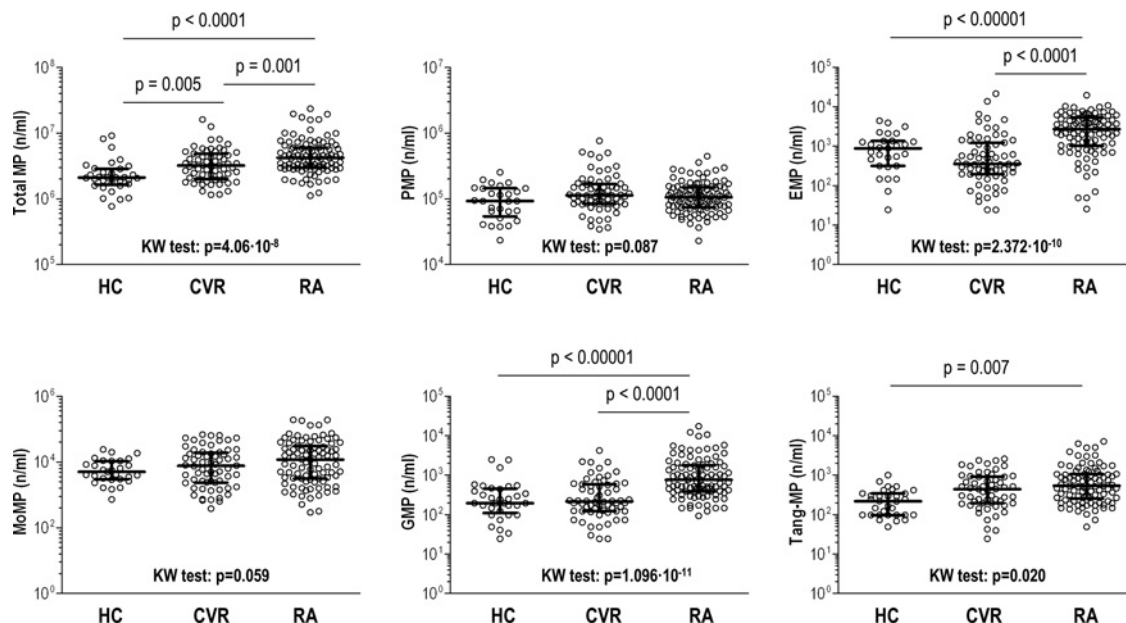 p < 0.0001
p = 0.005
p = 0.001
Total MP (n/ml)
10⁸
10⁷
10⁶
10⁵
KW test: p=4.06·10⁻⁸
HC CVR RA
PMP (n/ml)
10⁷
10⁶
10⁵
10⁴
KW test: p=0.087
HC CVR RA
p < 0.00001
p <0.0001
EMP (n/ml)
10⁵
10⁴
10³
10²
10¹
10⁰
KW test: p=2.372·10⁻¹⁰
HC CVR RA
MoMP (n/ml)
10⁶
10⁴
10²
10⁰
KW test: p=0.059
HC CVR RA
p < 0.00001
p <0.0001
GMP (n/ml)
10⁵
10⁴
10³
10²
10¹
10⁰
KW test: p=1.096·10⁻¹¹
HC CVR RA
p = 0.007
Tang-MP (n/ml)
10⁵
10⁴
10³
10²
10¹
10⁰
KW test: p=0.020
HC CVR RA